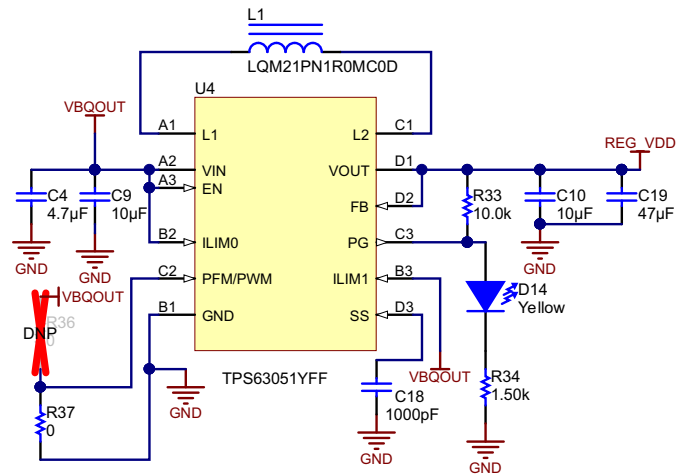 L1
LQM21PN1R0MC0D
U4
VBQOUT
REG_VDD
A1
L1
L2
C1
A2
VIN
VOUT
D1
A3
EN
FB
D2
R33
10.0k
C4
4.7µF
C9
10µF
C10
10µF
C19
47µF
B2
ILIM0
PG
C3
GND
GND
GND
C2
PFM/PWM
ILIM1
B3
VBQOUT
D14
Yellow
B1
GND
SS
D3
R36
DNP
0
TPS63051YFF
VBQOUT
R34
1.50k
GND
C18
1000pF
R37
0
GND
GND